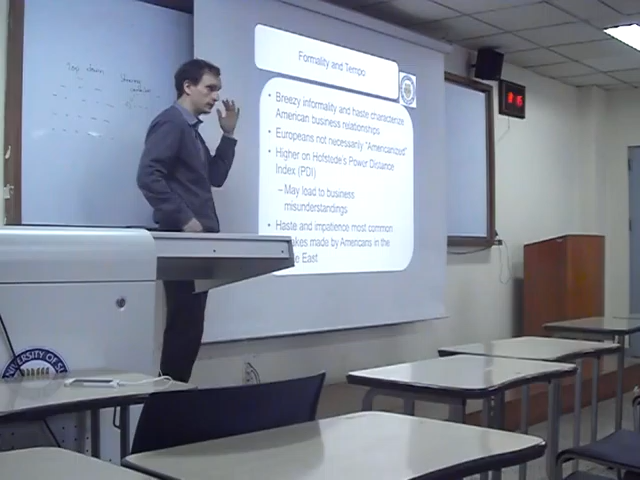 Formality and Tempo
• Breezy informality and haste characterize
American business relationships
• Europeans not necessarily "Americanized"
• Higher on Hofstede's Power Distance
Index (PDI)
– May lead to business
misunderstandings
• Haste and impatience most common
made by Americans in the
East
UNIVERSITY OF